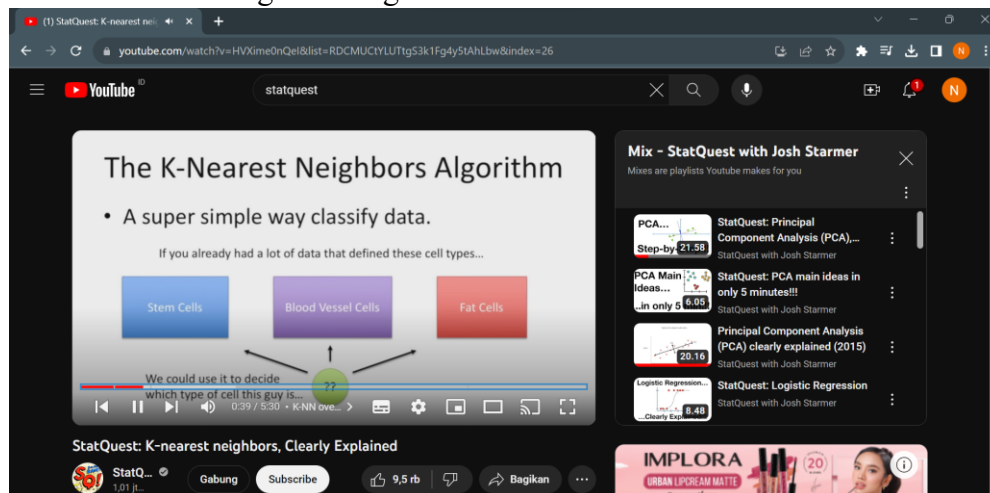 (1) StatQuest: K-nearest neig
youtube.com/watch?v=HVXime0nQeI&list=RDCMUCtYLUTtgS3k1Fg4y5tAhLbw&index=26
N
YouTube ID
statquest
1
N
The K-Nearest Neighbors Algorithm
• A super simple way classify data.
If you already had a lot of data that defined these cell types...
Stem Cells
Blood Vessel Cells
Fat Cells
We could use it to decide
which type of cell this guy is...
??
0:39 / 5:30 • K-NN ove...
StatQuest: K-nearest neighbors, Clearly Explained
StatQ...
1,01 jt...
Gabung
Subscribe
9,5 rb
Bagikan
Mix - StatQuest with Josh Starmer
Mixes are playlists Youtube makes for you
PCA...
Step-by-
21.58
StatQuest: Principal
Component Analysis (PCA),...
StatQuest with Josh Starmer
PCA Main
Ideas...
...in only 5
6.05
StatQuest: PCA main ideas in
only 5 minutes!!!
StatQuest with Josh Starmer
20.16
Principal Component Analysis
(PCA) clearly explained (2015)
StatQuest with Josh Starmer
Logistic Regression...
...Clearly Exp
8.48
StatQuest: Logistic Regression
StatQuest with Josh Starmer
IMPLORA
URBAN LIPCREAM MATTE
20